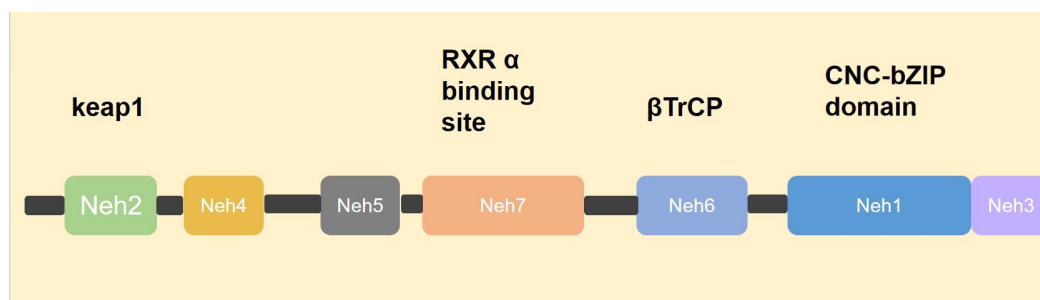 keap1
RXR α
binding
site
βTrCP
CNC-bZIP
domain
Neh2
Neh4
Neh5
Neh7
Neh6
Neh1
Neh3